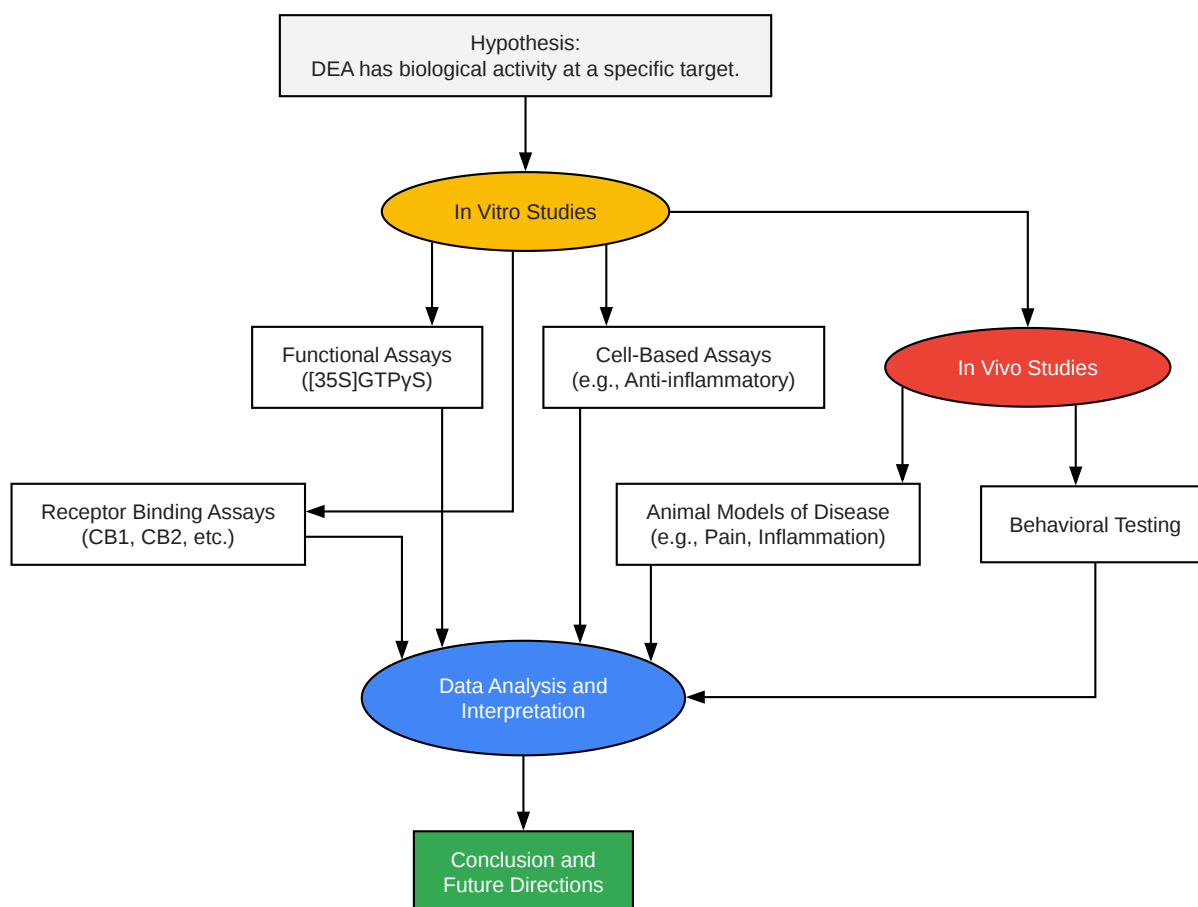 Hypothesis:
DEA has biological activity at a specific target.
In Vitro Studies
Functional Assays
([35S]GTPγS)
Cell-Based Assays
(e.g., Anti-inflammatory)
In Vivo Studies
Receptor Binding Assays
(CB1, CB2, etc.)
Animal Models of Disease
(e.g., Pain, Inflammation)
Behavioral Testing
Data Analysis and
Interpretation
Conclusion and
Future Directions